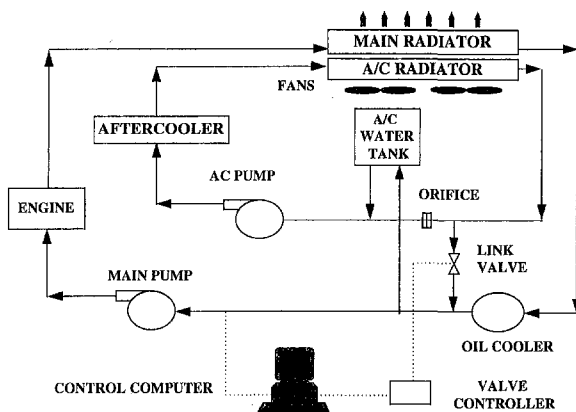 MAIN RADIATOR
A/C RADIATOR
FANS
AFTERCOOLER
A/C
WATER
TANK
AC PUMP
ORIFICE
ENGINE
LINK
VALVE
MAIN PUMP
OIL COOLER
CONTROL COMPUTER
VALVE
CONTROLLER